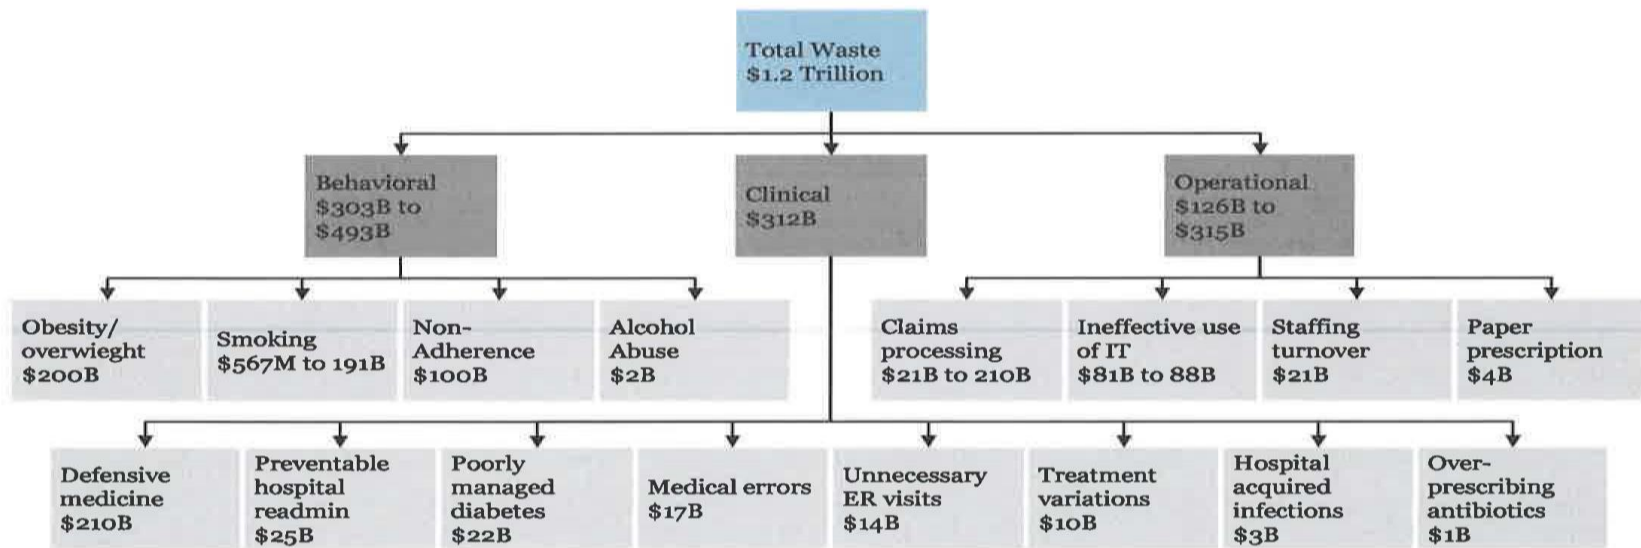 Total Waste
$1.2 Trillion
Behavioral
$303B to
$493B
Clinical
$312B
Operational
$126B to
$315B
Obesity/
overwieght
$200B
Smoking
$567M to 191B
Non-
Adherence
$100B
Alcohol
Abuse
$2B
Claims
processing
$21B to 210B
Ineffective use
of IT
$81B to 88B
Staffing
turnover
$21B
Paper
prescription
$4B
Defensive
medicine
$210B
Preventable
hospital
readmin
$25B
Poorly
managed
diabetes
$22B
Medical errors
$17B
Unnecessary
ER visits
$14B
Treatment
variations
$10B
Hospital
acquired
infections
$3B
Over-
prescribing
antibiotics
$1B